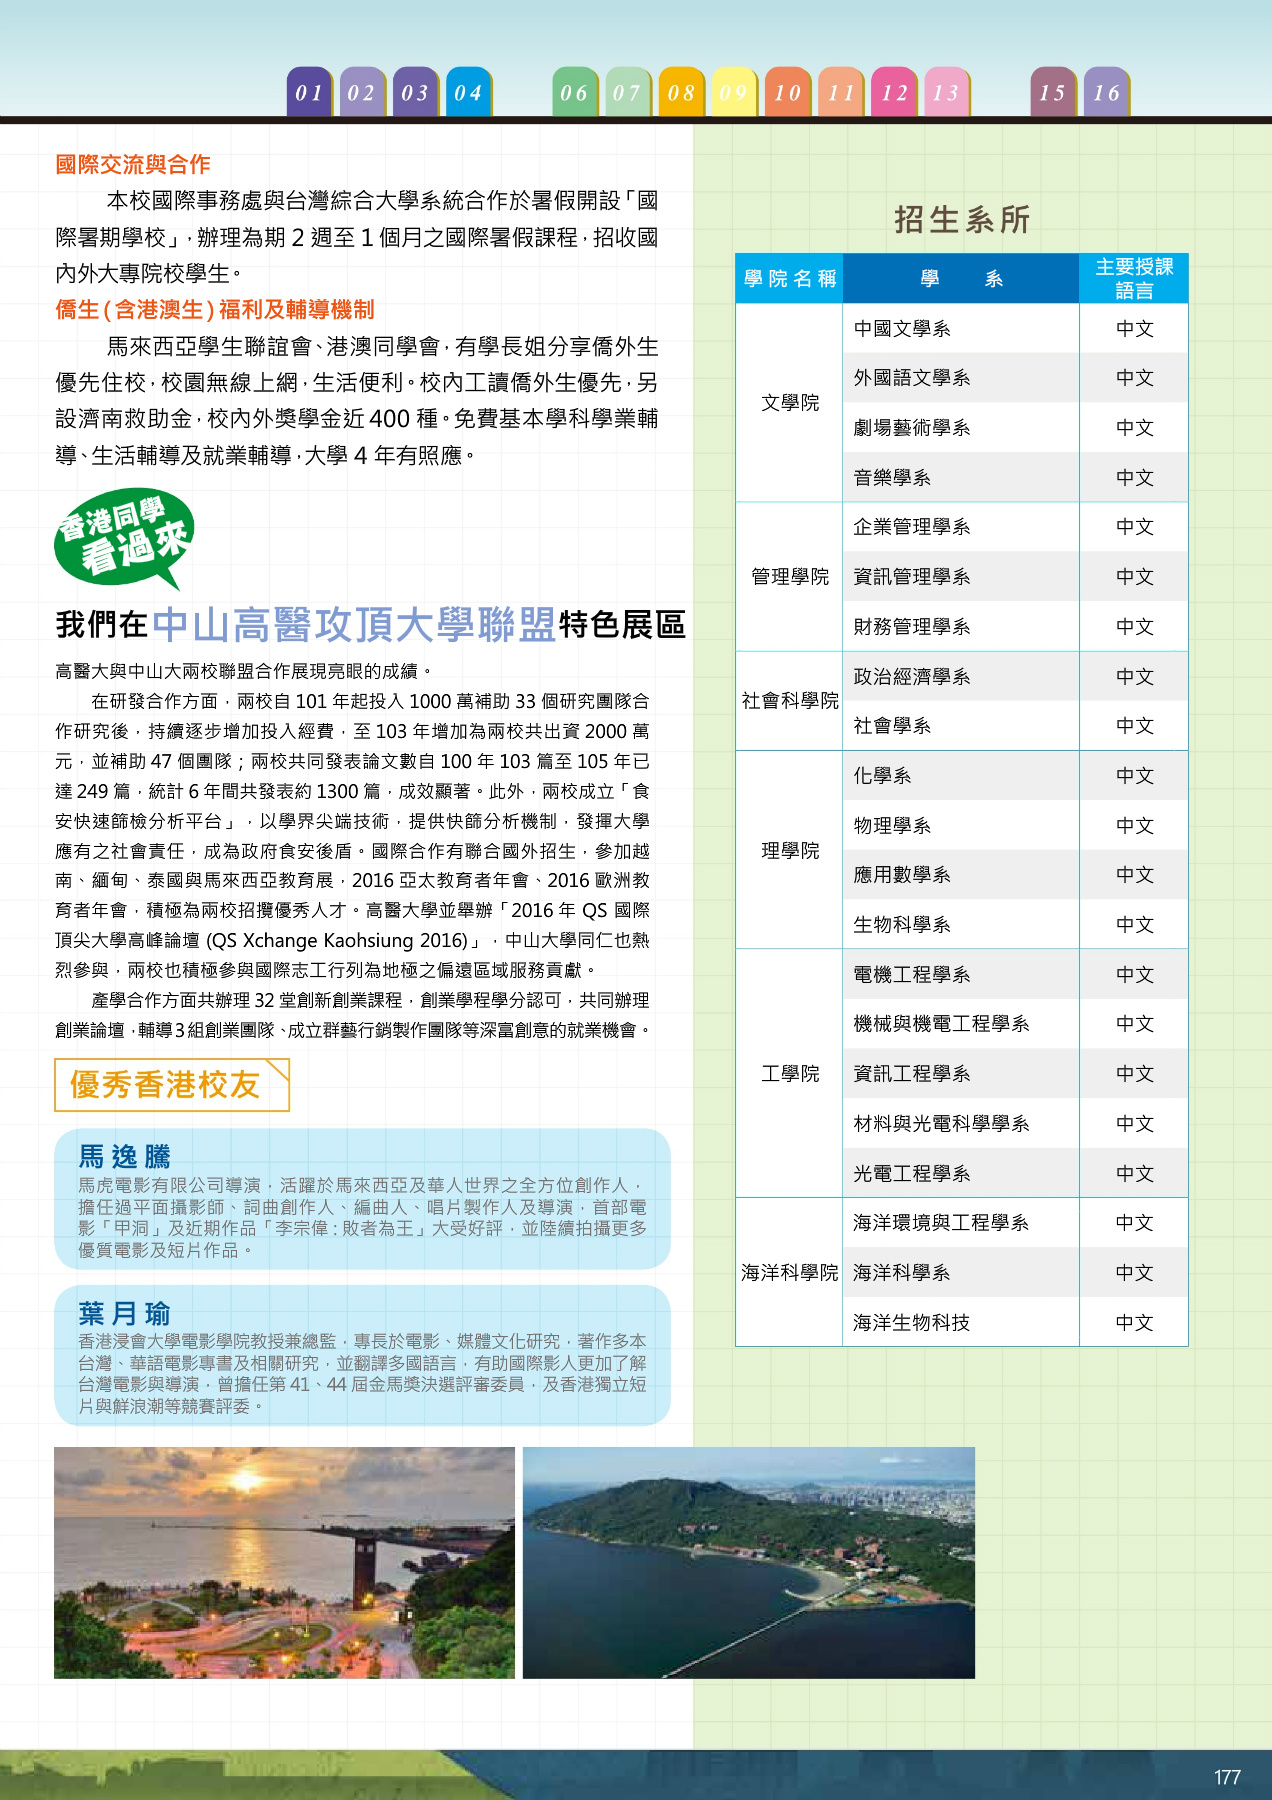 01 02 03 04 06 07 08 09 10 11 12 13 15 16
國際交流與合作
本校國際事務處與台灣綜合大學系統合作於暑假開設「國
際暑期學校」，辦理為期 2 週至 1 個月之國際暑假課程，招收國
內外大專院校學生。
僑生(含港澳生)福利及輔導機制
馬來西亞學生聯誼會、港澳同學會，有學長姐分享僑外生
優先住校，校園無線上網，生活便利。校內工讀僑外生優先，另
設濟南救助金，校內外獎學金近 400 種。免費基本學科學業輔
導、生活輔導及就業輔導，大學 4 年有照應。
香港同學
看過來
我們在中山高醫攻頂大學聯盟特色展區
高醫大與中山大兩校聯盟合作展現亮眼的成績。
在研發合作方面，兩校自 101 年起投入 1000 萬補助 33 個研究團隊合
作研究後，持續逐步增加投入經費，至 103 年增加為兩校共出資 2000 萬
元，並補助 47 個團隊；兩校共同發表論文數自 100 年 103 篇至 105 年已
達 249 篇，統計 6 年間共發表約 1300 篇，成效顯著。此外，兩校成立「食
安快速篩檢分析平台」，以學界尖端技術，提供快篩分析機制，發揮大學
應有之社會責任，成為政府食安後盾。國際合作有聯合國外招生，參加越
南、緬甸、泰國與馬來西亞教育展，2016 亞太教育者年會、2016 歐洲教
育者年會，積極為兩校招攬優秀人才。高醫大學並舉辦「2016 年 QS 國際
頂尖大學高峰論壇 (QS Xchange Kaohsiung 2016)」，中山大學同仁也熱
烈參與，兩校也積極參與國際志工行列為地極之偏遠區域服務貢獻。
產學合作方面共辦理 32 堂創新創業課程，創業學程學分認可，共同辦理
創業論壇，輔導 3 組創業團隊、成立群藝行銷製作團隊等深富創意的就業機會。
優秀香港校友
馬逸騰
馬虎電影有限公司導演，活躍於馬來西亞及華人世界之全方位創作人，
擔任過平面攝影師、詞曲創作人、編曲人、唱片製作人及導演，首部電
影「甲洞」及近期作品「李宗偉：敗者為王」大受好評，並陸續拍攝更多
優質電影及短片作品。
葉月瑜
香港浸會大學電影學院教授兼總監，專長於電影、媒體文化研究，著作多本
台灣、華語電影專書及相關研究，並翻譯多國語言，有助國際影人更加了解
台灣電影與導演，曾擔任第 41、44 屆金馬獎決選評審委員，及香港獨立短
片與鮮浪潮等競賽評委。
招生系所
學院名稱 學 系 主要授課
語言
文學院
中國文學系 中文
外國語文學系 中文
劇場藝術學系 中文
音樂學系 中文
管理學院
企業管理學系 中文
資訊管理學系 中文
財務管理學系 中文
社會科學院
政治經濟學系 中文
社會學系 中文
理學院
化學系 中文
物理學系 中文
應用數學系 中文
生物科學系 中文
工學院
電機工程學系 中文
機械與機電工程學系 中文
資訊工程學系 中文
材料與光電科學學系 中文
光電工程學系 中文
海洋科學院
海洋環境與工程學系 中文
海洋科學系 中文
海洋生物科技 中文
177